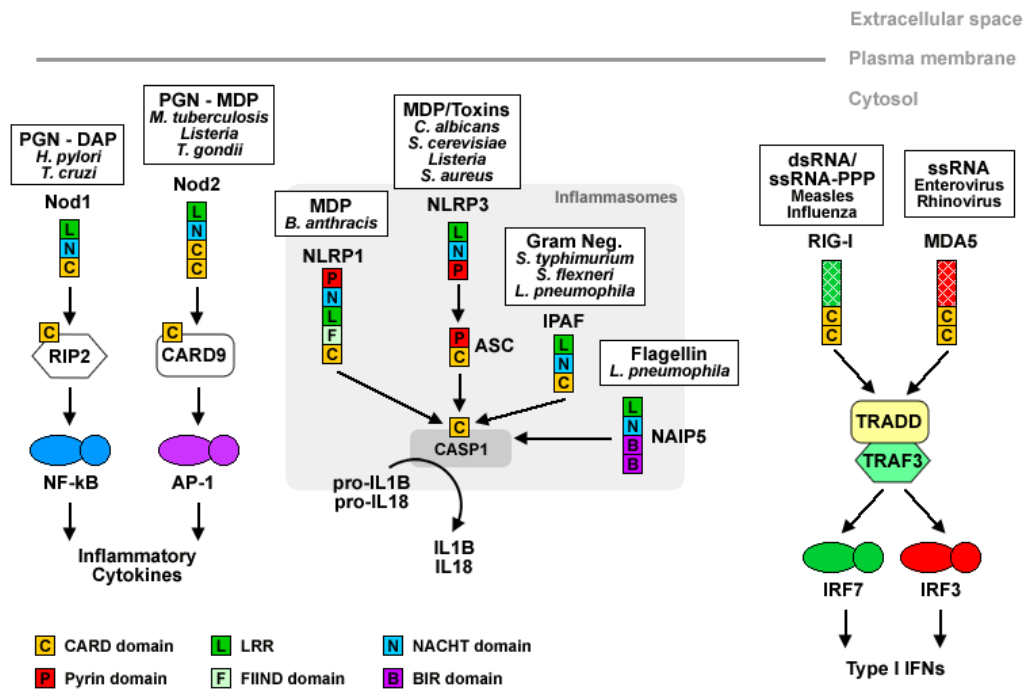 Extracellular space
Plasma membrane
Cytosol
PGN - DAP
H. pylori
T. cruzi
Nod1
L
N
C
C
RIP2
NF-kB
PGN - MDP
M. tuberculosis
Listeria
T. gondii
Nod2
L
N
C
C
C
CARD9
AP-1
Inflammatory
Cytokines
Inflammasomes
MDP
B. anthracis
NLRP1
P
N
L
F
C
MDP/Toxins
C. albicans
S. cerevisiae
Listeria
S. aureus
NLRP3
L
N
P
P
C
ASC
Gram Neg.
S. typhimurium
S. flexneri
L. pneumophila
IPAF
L
N
C
Flagellin
L. pneumophila
L
N
B
B
NAIP5
C
CASP1
pro-IL1B
pro-IL18
IL1B
IL18
dsRNA/
ssRNA-PPP
Measles
Influenza
RIG-I
C
C
ssRNA
Enterovirus
Rhinovirus
MDA5
C
C
TRADD
TRAF3
IRF7
IRF3
Type I IFNs
C CARD domain
L LRR
N NACHT domain
P Pyrin domain
F FIIND domain
B BIR domain